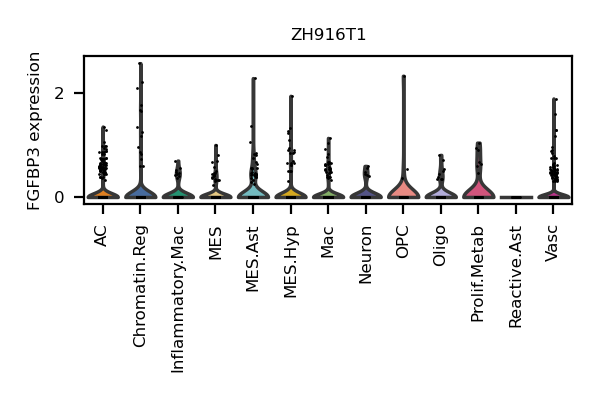 ZH916T1
FGFBP3 expression
2
0
AC
Chromatin.Reg
Inflammatory.Mac
MES
MES.Ast
MES.Hyp
Mac
Neuron
OPC
Oligo
Prolif.Metab
Reactive.Ast
Vasc